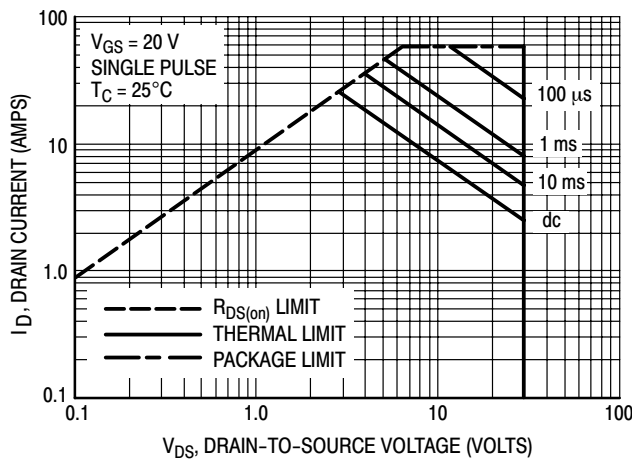 100
V_GS = 20 V
SINGLE PULSE
T_C = 25°C
100 µs
10
1 ms
10 ms
dc
1.0
R_DS(on) LIMIT
THERMAL LIMIT
PACKAGE LIMIT
0.1
0.1
1.0
10
100
I_D, DRAIN CURRENT (AMPS)
V_DS, DRAIN-TO-SOURCE VOLTAGE (VOLTS)